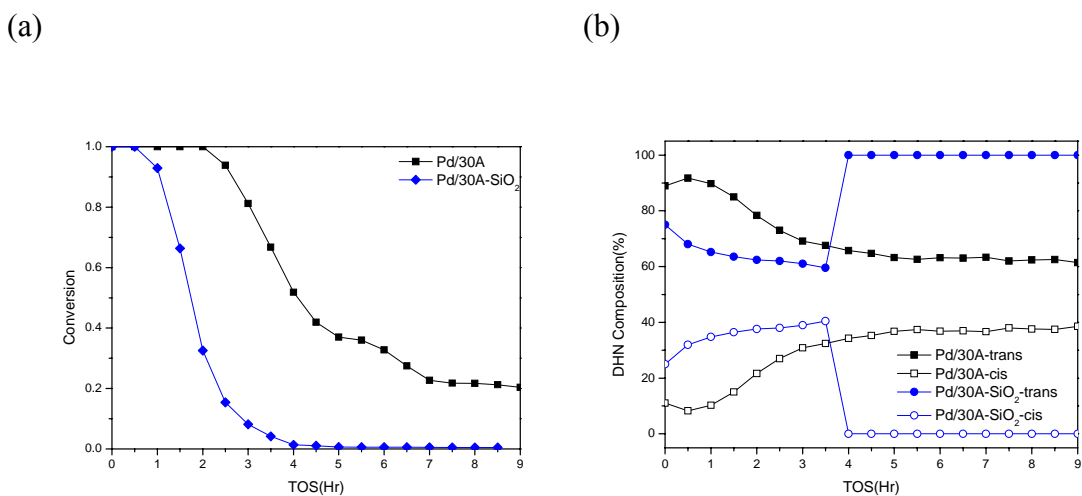 (a)
(b)
Conversion
1.0
0.8
0.6
0.4
0.2
0.0
0 1 2 3 4 5 6 7 8 9
TOS(Hr)
Pd/30A
Pd/30A-SiO₂
DHN Composition(%)
100
80
60
40
20
0
0 1 2 3 4 5 6 7 8 9
TOS(Hr)
Pd/30A-trans
Pd/30A-cis
Pd/30A-SiO₂-trans
Pd/30A-SiO₂-cis